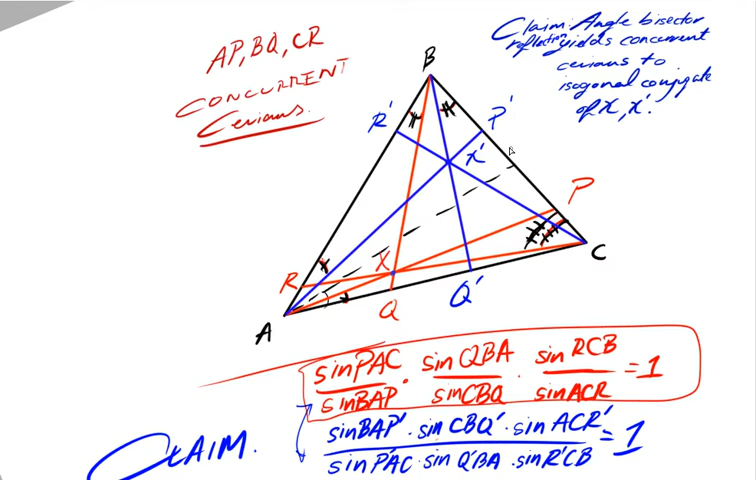 AP, BQ, CR
CONCURRENT
Cevians.
Claim: Angle bisector
reflection yields concurrent
cevians to
isogonal conjugate
of X, X'.
B
R'
P'
X'
P
C
R
X
A
Q
Q'
sinPAC/sinBAP · sinQBA/sinCBQ · sinRCB/sinACR = 1
CLAIM.
sinBAP' · sinCBQ' · sinACR'/sinP'AC · sinQ'BA · sinR'CB = 1